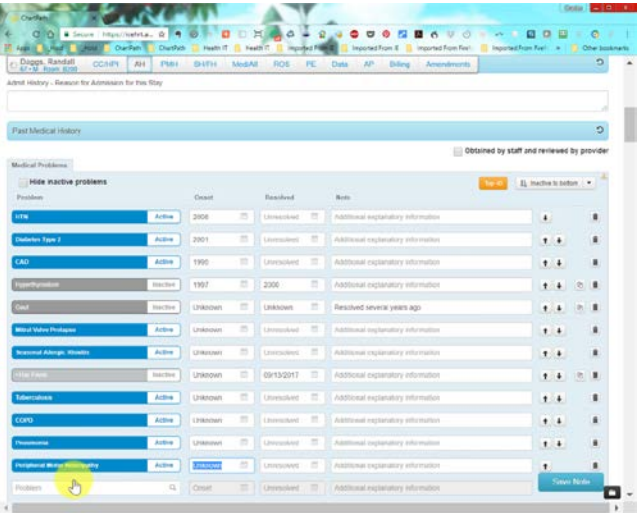 ChartPath
Secure
Apps
ChartPath
ChartPath
Health IT
Health IT
Imported From E
Imported From E
Imported From Firef
Imported From Firef
Other bookmarks
Daggs, Randall
67 - M Room: B200
CC/HPI AH PMH SH/FH Med/All ROS PE Data AP Billing Amendments
Admit History - Reason for Admission for this Stay
Past Medical History
Obtained by staff and reviewed by provider
Medical Problems
Hide inactive problems
Inactive to bottom
Problem Onset Resolved Note
HTN Active 2008 Unresolved Additional explanatory information
Diabetes Type 2 Active 2001 Unresolved Additional explanatory information
CAD Active 1995 Unresolved Additional explanatory information
Hyperthyroidism Inactive 1997 2000 Additional explanatory information
Gout Inactive Unknown Unknown Resolved several years ago
Mitral Valve Prolapse Active Unknown Unresolved Additional explanatory information
Seasonal Allergic Rhinitis Active Unknown Unresolved Additional explanatory information
Inactive Unknown 09/13/2017 Additional explanatory information
Tuberculosis Active Unknown Unresolved Additional explanatory information
COPD Active Unknown Unresolved Additional explanatory information
Pneumonia Active Unknown Unresolved Additional explanatory information
Peripheral Motor Neuropathy Active Unknown Unresolved Additional explanatory information
Problem Onset Unresolved Additional explanatory information
Save Note